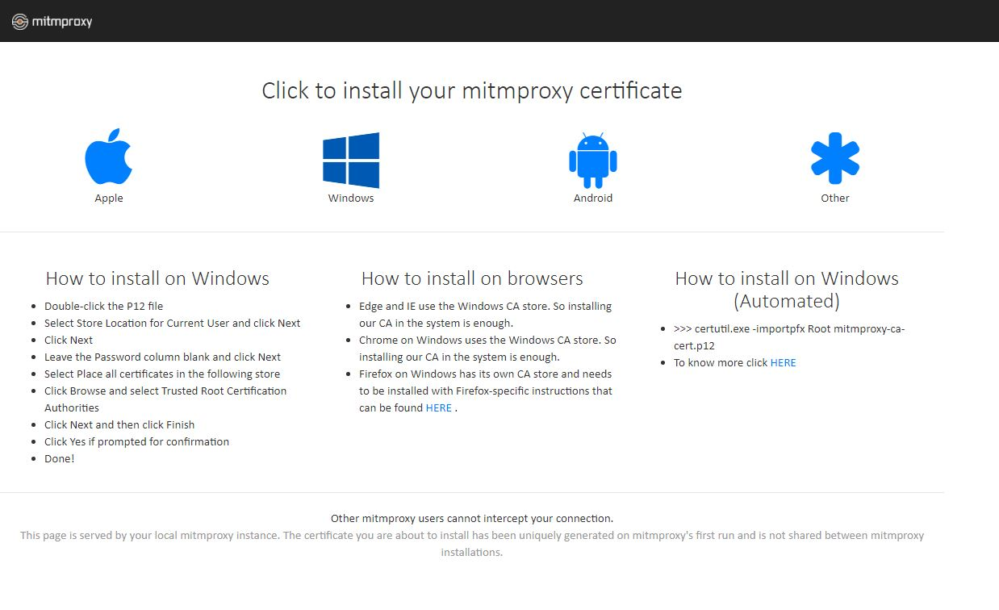 mitmproxy
Click to install your mitmproxy certificate
Apple
Windows
Android
Other
How to install on Windows
Double-click the P12 file
Select Store Location for Current User and click Next
Click Next
Leave the Password column blank and click Next
Select Place all certificates in the following store
Click Browse and select Trusted Root Certification
Authorities
Click Next and then click Finish
Click Yes if prompted for confirmation
Done!
How to install on browsers
Edge and IE use the Windows CA store. So installing
our CA in the system is enough.
Chrome on Windows uses the Windows CA store. So
installing our CA in the system is enough.
Firefox on Windows has its own CA store and needs
to be installed with Firefox-specific instructions that
can be found HERE .
How to install on Windows
(Automated)
>>> certutil.exe -importpfx Root mitmproxy-ca-
cert.p12
To know more click HERE
Other mitmproxy users cannot intercept your connection.
This page is served by your local mitmproxy instance. The certificate you are about to install has been uniquely generated on mitmproxy's first run and is not shared between mitmproxy
installations.